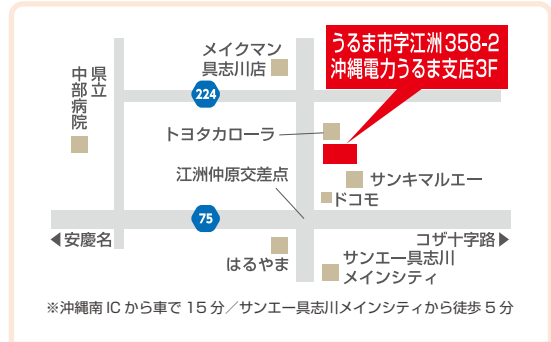 うるま市字江洲358-2
沖縄電力うるま支店3F
メイクマン
具志川店
県立
中部病院
224
トヨタカローラ
江洲仲原交差点
サンキマルエー
ドコモ
75
◀安慶名
コザ十字路▶
はるやま
サンエー具志川
メインシティ
※沖縄南ICから車で15分／サンエー具志川メインシティから徒歩5分